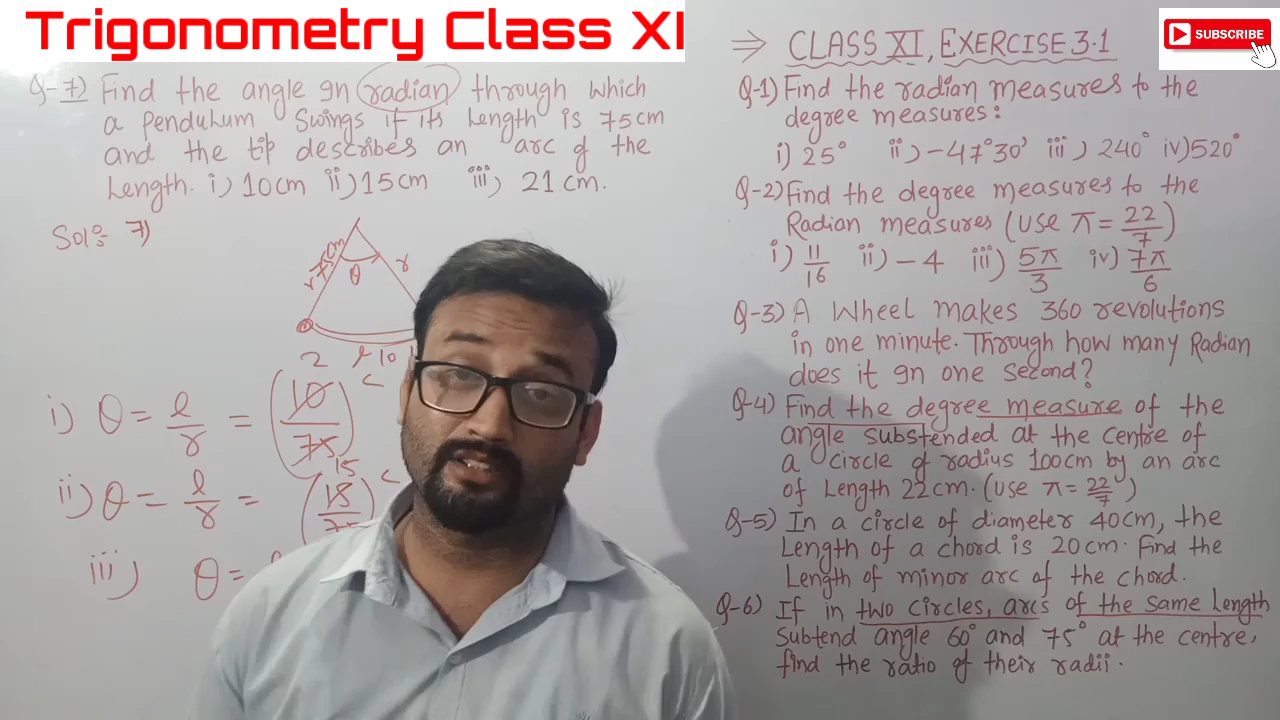 Trigonometry Class XI
SUBSCRIBE
Q-7) Find the angle In radian through which
a Pendulum Swings if its Length is 75cm
and the tip describes an arc of the
Length. i) 10cm ii) 15cm iii) 21cm.
Sol: 7)
r 75cm
θ
r
2
l 10
i) θ = l/r = (10/75)ᶜ
15
ii) θ = l/r = (15/75)ᶜ
iii) θ =
⇒ CLASS XI, EXERCISE 3.1
Q-1) Find the radian measures to the
degree measures:
i) 25° ii) -47°30' iii) 240° iv) 520°
Q-2) Find the degree measures to the
Radian measures (use π = 22/7)
i) 11/16 ii) -4 iii) 5π/3 iv) 7π/6
Q-3) A Wheel makes 360 revolutions
in one minute. Through how many Radian
does it In one second?
Q-4) Find the degree measure of the
angle substended at the centre of
a circle of radius 100cm by an arc
of Length 22cm. (use π = 22/7)
Q-5) In a circle of diameter 40cm, the
Length of a chord is 20cm. Find the
Length of minor arc of the chord.
Q-6) If in two circles, arcs of the same Length
Subtend angle 60° and 75° at the centre,
find the ratio of their radii.